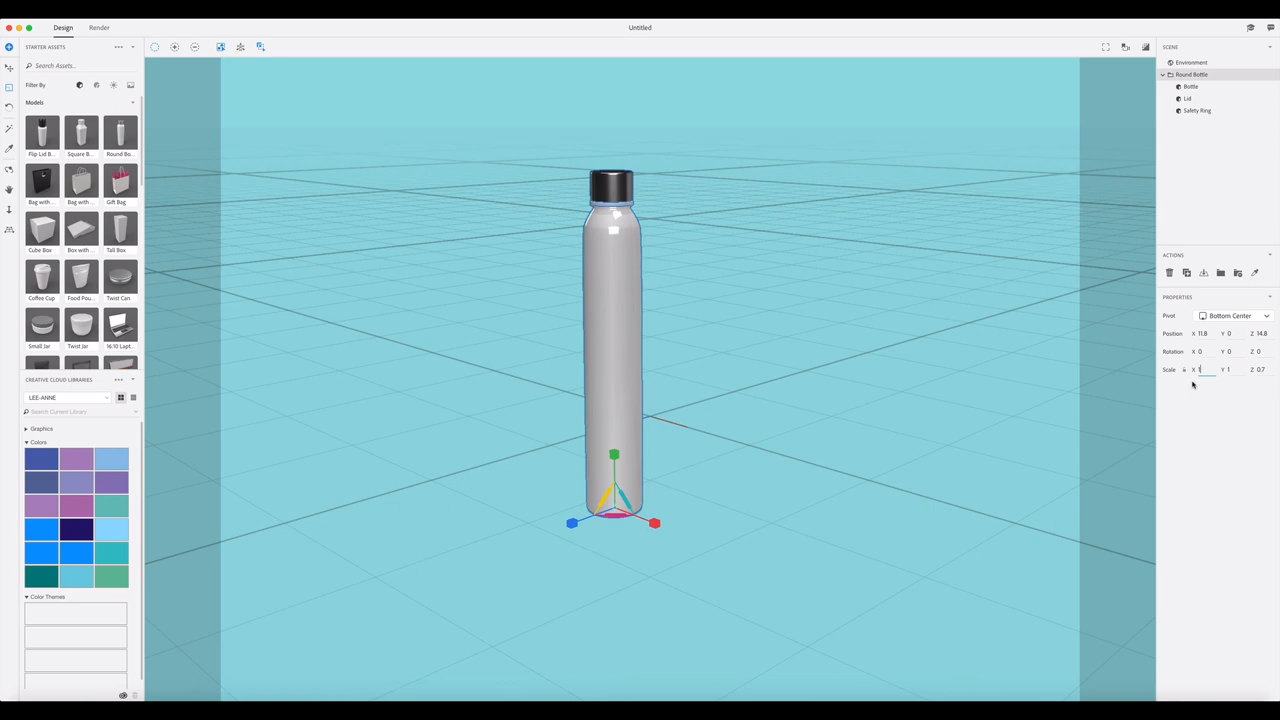 Design Render Untitled
STARTER ASSETS
Search Assets..
Filter By
Models
Flip Lid B... Square B... Round Bo...
Bag with ... Bag with ... Gift Bag
Cube Box Box with ... Tall Box
Coffee Cup Food Pou... Twist Can
Small Jar Twist Jar 16:10 Lapt...
CREATIVE CLOUD LIBRARIES
LEE-ANNE
Search Current Library
Graphics
Colors
Color Themes
SCENE
Environment
Round Bottle
Bottle
Lid
Safety Ring
ACTIONS
PROPERTIES
Pivot Bottom Center
Position X 11.8 Y 0 Z 14.8
Rotation X 0 Y 0 Z 0
Scale X 1 Y 1 Z 0.7